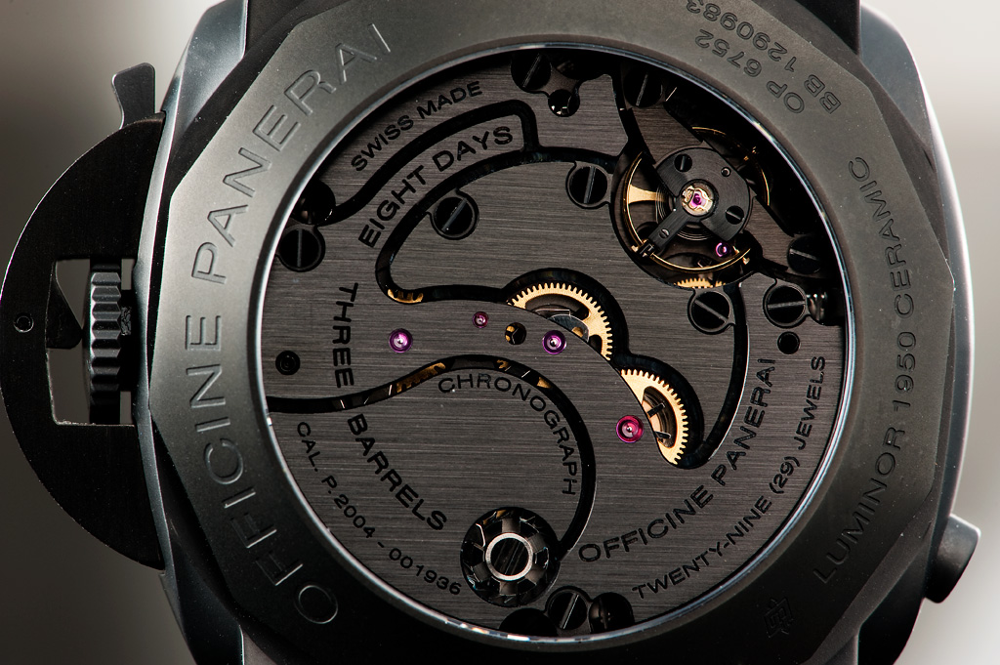 OFFICINE PANERAI
OP 6752
BB 1290983
LUMINOR 1950 CERAMIC
SWISS MADE
EIGHT DAYS
THREE
BARRELS
CHRONOGRAPH
CAL. P.2004 - 001936
OFFICINE PANERAI
TWENTY-NINE (29) JEWELS